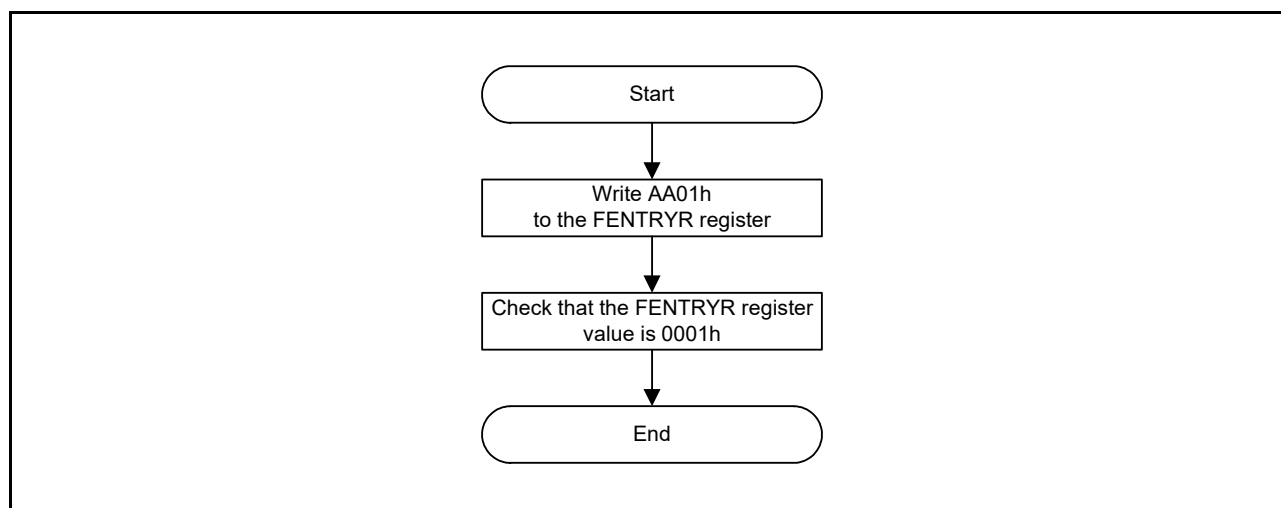 Start
Write AA01h
to the FENTRYR register
Check that the FENTRYR register
value is 0001h
End